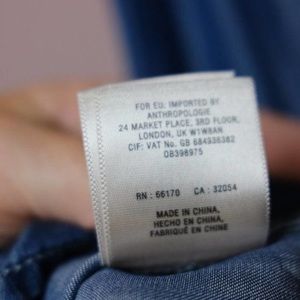 FOR EU. IMPORTED BY
ANTHROPOLOGIE
24 MARKET PLACE, 3RD FLOOR,
LONDON, UK W1W8AN
CIF: VAT No. GB 684936382
OB398975
RN : 66170 CA : 32054
MADE IN CHINA,
HECHO EN CHINA,
FABRIQUÉ EN CHINE